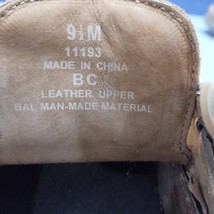 9½M
11193
MADE IN CHINA
BC
LEATHER UPPER
BAL MAN-MADE MATERIAL